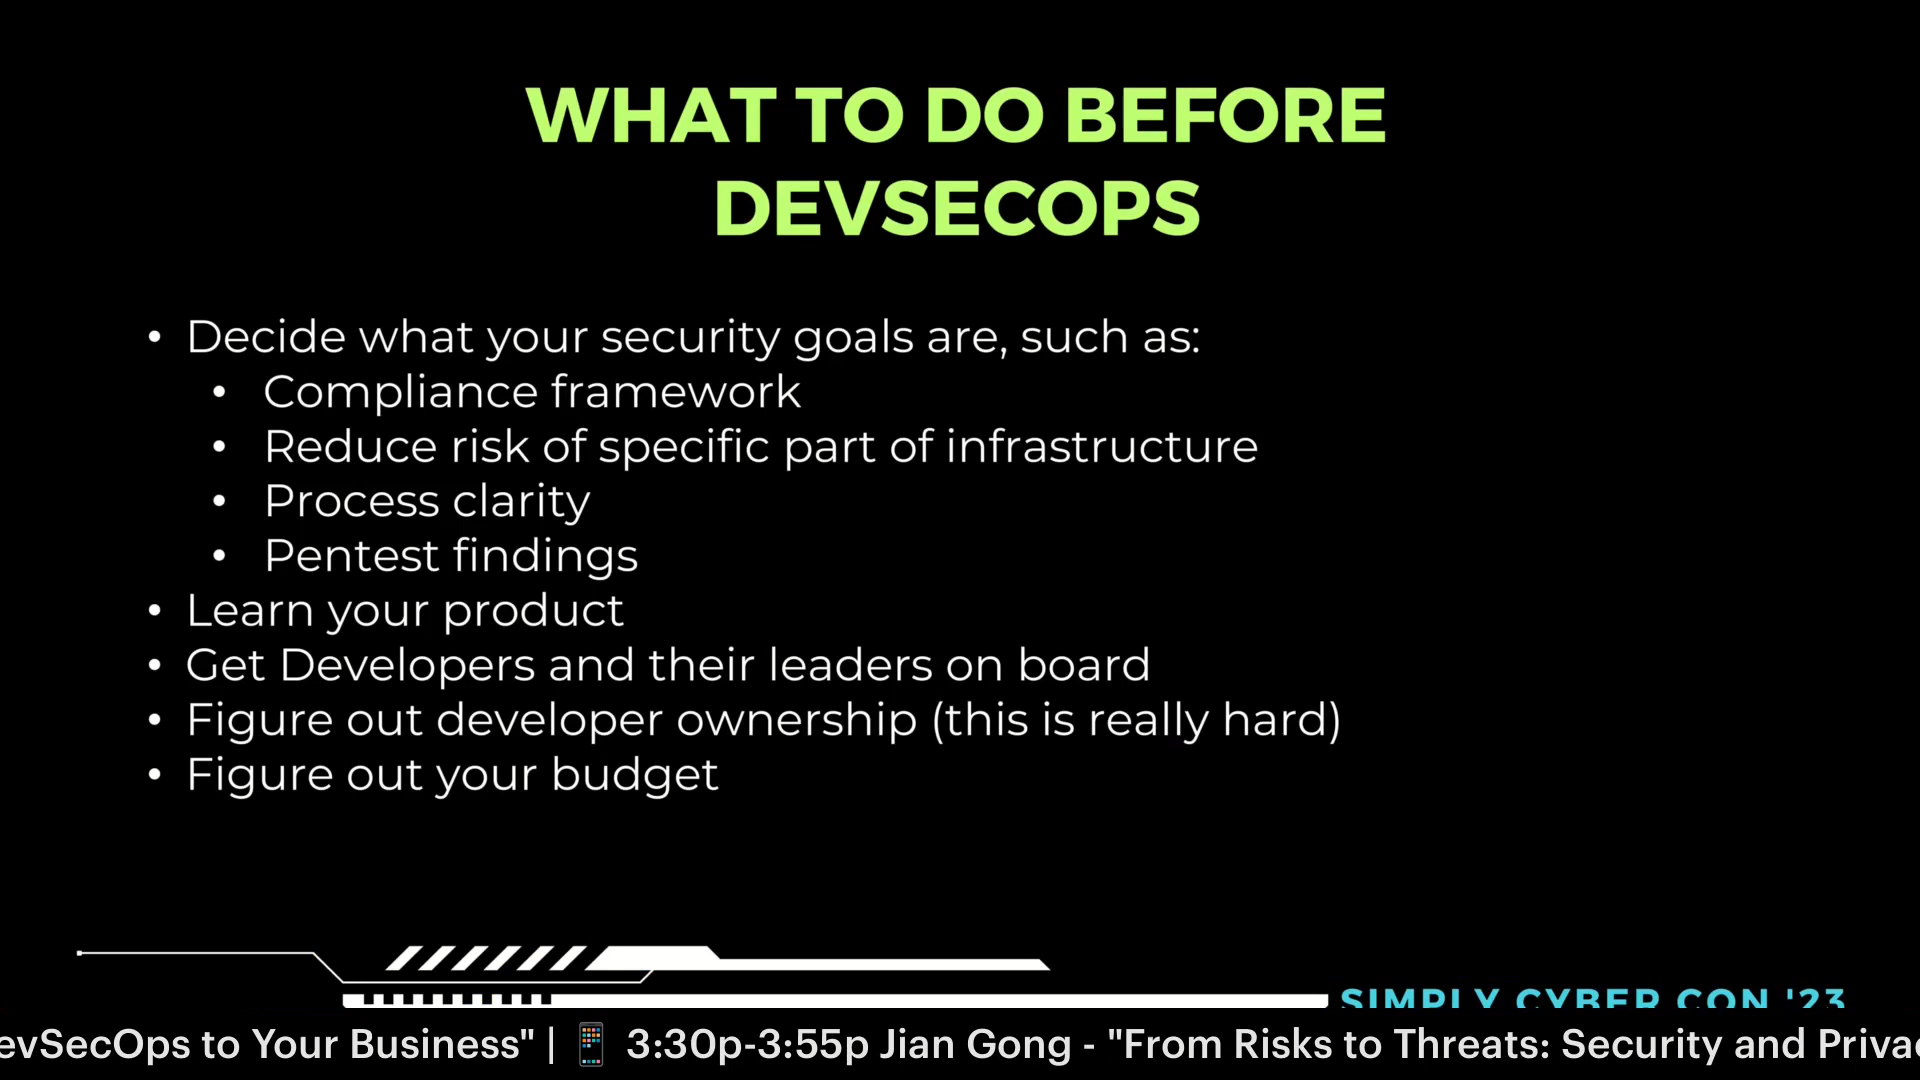 WHAT TO DO BEFORE
DEVSECOPS
• Decide what your security goals are, such as:
• Compliance framework
• Reduce risk of specific part of infrastructure
• Process clarity
• Pentest findings
• Learn your product
• Get Developers and their leaders on board
• Figure out developer ownership (this is really hard)
• Figure out your budget
SIMPLY CYBER CON '23
evSecOps to Your Business" | 📱 3:30p-3:55p Jian Gong - "From Risks to Threats: Security and Priva